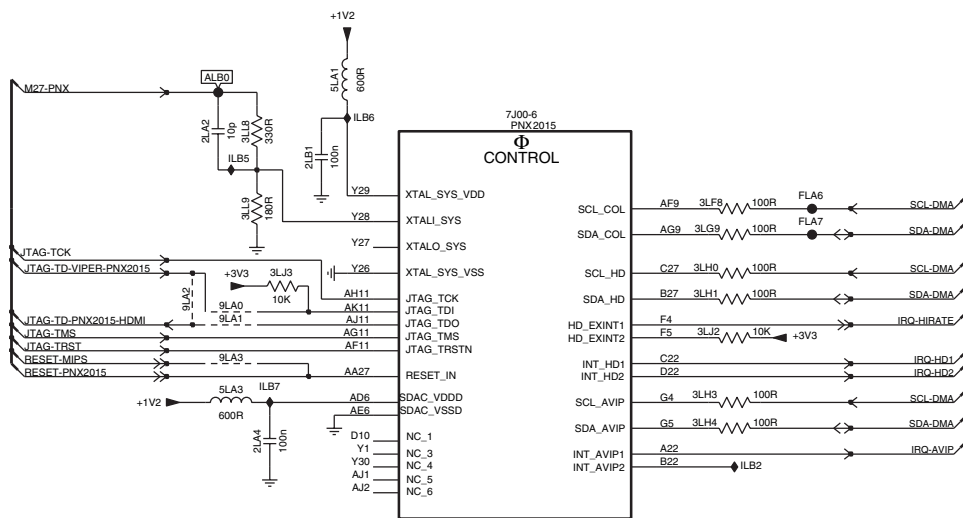 +1V2
7J00-6
PNX2015
Φ
CONTROL
M27-PNX
ALB0
2LA2
10p
3LL8
330R
ILB5
3LL9
180R
5LA1
600R
ILB6
2LB1
100n
Y29 XTAL_SYS_VDD
Y28 XTALI_SYS
Y27 XTALO_SYS
Y26 XTAL_SYS_VSS
JTAG-TCK
AH11 JTAG_TCK
JTAG-TD-VIPER-PNX2015
+3V3
3LJ3
10K
9LA2
9LA0
9LA1
AK11 JTAG_TDI
JTAG-TD-PNX2015-HDMI
AJ11 JTAG_TDO
JTAG-TMS
AG11 JTAG_TMS
JTAG-TRST
AF11 JTAG_TRSTN
RESET-MIPS
9LA3
RESET-PNX2015
AA27 RESET_IN
+1V2
5LA3
600R
ILB7
2LA4
100n
AD6 SDAC_VDDD
AE6 SDAC_VSSD
D10 NC_1
Y1 NC_3
Y30 NC_4
AJ1 NC_5
AJ2 NC_6
SCL_COL AF9 3LF8 100R FLA6 SCL-DMA
SDA_COL AG9 3LG9 100R FLA7 SDA-DMA
SCL_HD C27 3LH0 100R SCL-DMA
SDA_HD B27 3LH1 100R SDA-DMA
HD_EXINT1 F4 IRQ-HIRATE
HD_EXINT2 F5 3LJ2 10K +3V3
INT_HD1 C22 IRQ-HD1
INT_HD2 D22 IRQ-HD2
SCL_AVIP G4 3LH3 100R SCL-DMA
SDA_AVIP G5 3LH4 100R SDA-DMA
INT_AVIP1 A22 IRQ-AVIP
INT_AVIP2 B22 ILB2